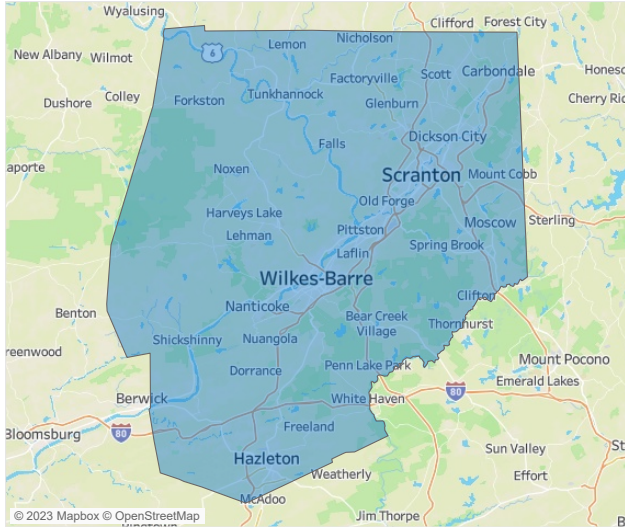 Wyalusing
Clifford
Forest City
Nicholson
Lemon
6
New Albany
Wilmot
Factoryville
Scott
Carbondale
Honesc
Colley
Dushore
Forkston
Tunkhannock
Glenburn
Cherry Ric
Falls
Dickson City
aporte
Noxen
Scranton
Mount Cobb
Old Forge
Harveys Lake
Moscow
Sterling
Lehman
Pittston
Laflin
Spring Brook
Wilkes-Barre
Clifton
Nanticoke
Benton
Bear Creek
Village
Thornhurst
Shickshinny
Nuangola
reenwood
Penn Lake Park
Mount Pocono
Dorrance
Emerald Lakes
80
Berwick
White Haven
Bloomsburg
80
Freeland
St
Sun Valley
Hazleton
Weatherly
Effort
McAdoo
Jim Thorpe
B
© 2023 Mapbox © OpenStreetMap